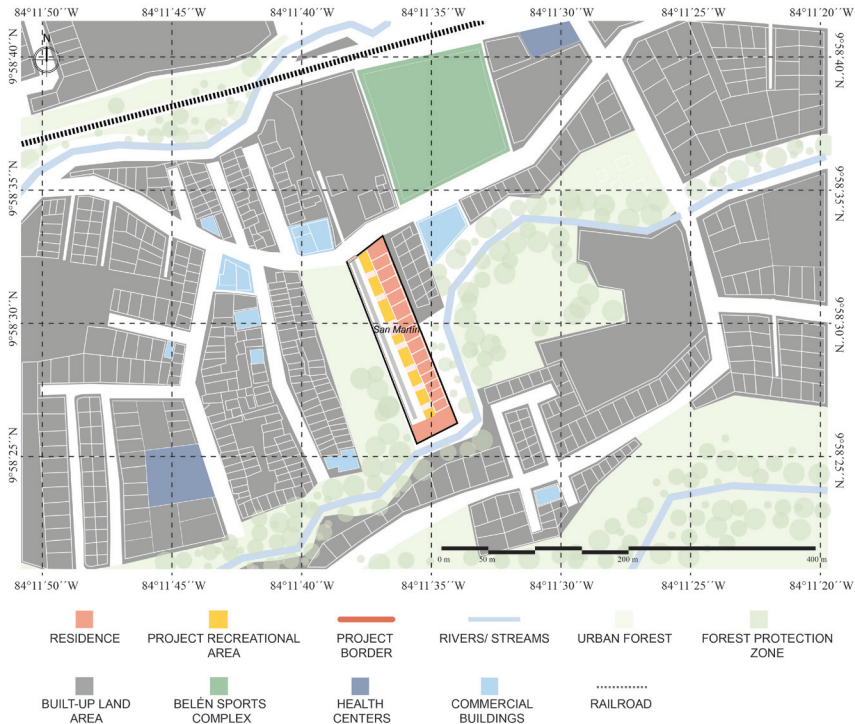 84°11´50´´W 84°11´45´´W 84°11´40´´W 84°11´35´´W 84°11´30´´W 84°11´25´´W 84°11´20´´W
N
9°58´40´´N 9°58´40´´N
9°58´35´´N 9°58´35´´N
9°58´30´´N 9°58´30´´N
San Martín
9°58´25´´N 9°58´25´´N
0 m 50 m 200 m 400 m
84°11´50´´W 84°11´45´´W 84°11´40´´W 84°11´35´´W 84°11´30´´W 84°11´25´´W 84°11´20´´W
RESIDENCE
PROJECT RECREATIONAL
AREA
PROJECT
BORDER
RIVERS/ STREAMS
URBAN FOREST
FOREST PROTECTION
ZONE
BUILT-UP LAND
AREA
BELÉN SPORTS
COMPLEX
HEALTH
CENTERS
COMMERCIAL
BUILDINGS
RAILROAD